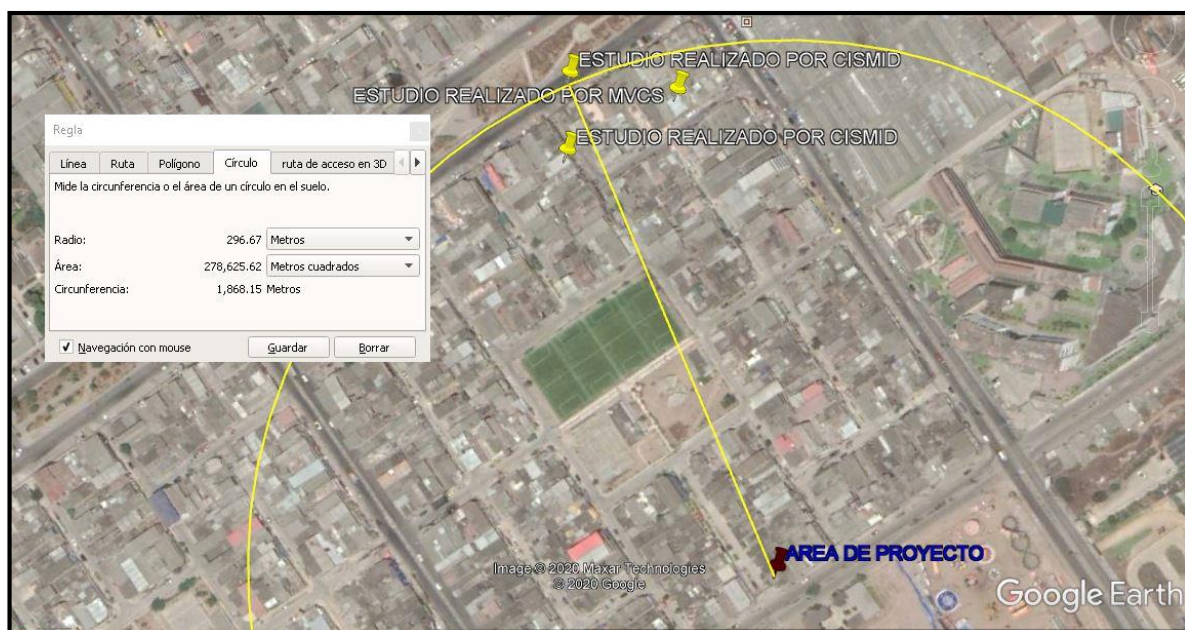 ESTUDIO REALIZADO POR CISMID
ESTUDIO REALIZADO POR MVCS
ESTUDIO REALIZADO POR CISMID
Regla
Línea Ruta Polígono Círculo ruta de acceso en 3D
Mide la circunferencia o el área de un círculo en el suelo.
Radio: 296.67 Metros
Área: 278,625.62 Metros cuadrados
Circunferencia: 1,868.15 Metros
Navegación con mouse Guardar Borrar
AREA DE PROYECTO
Image © 2020 Maxar Technologies
© 2020 Google
Google Earth